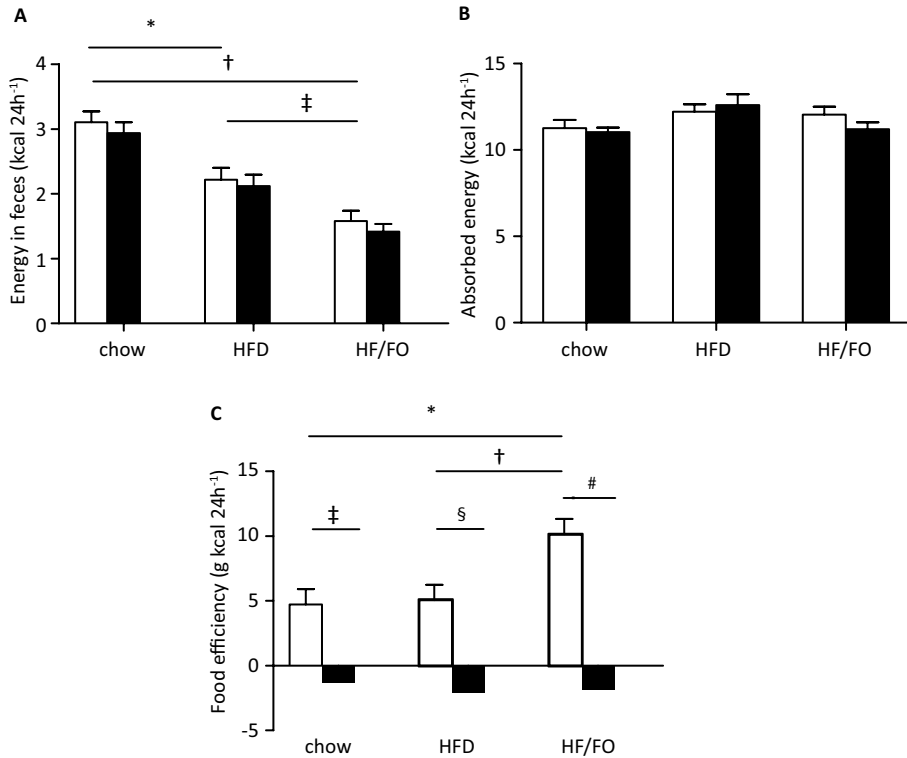 A
*
†
‡
Energy in feces (kcal 24h⁻¹)
4
3
2
1
0
chow HFD HF/FO
B
Absorbed energy (kcal 24h⁻¹)
15
10
5
0
chow HFD HF/FO
C
*
†
‡ § #
Food efficiency (g kcal 24h⁻¹)
15
10
5
0
-5
chow HFD HF/FO